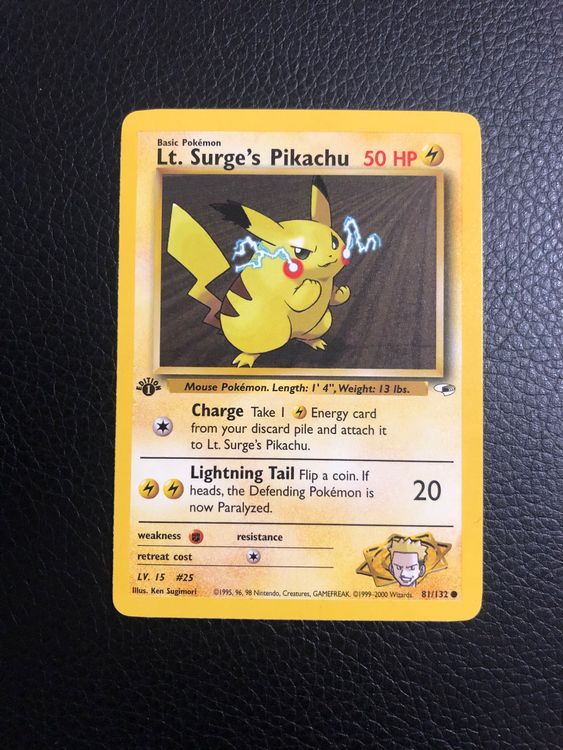 Basic Pokémon
Lt. Surge's Pikachu 50 HP
EDITION
1
Mouse Pokémon. Length: 1' 4", Weight: 13 lbs.
Charge Take 1 Energy card
from your discard pile and attach it
to Lt. Surge's Pikachu.
Lightning Tail Flip a coin. If
heads, the Defending Pokémon is
now Paralyzed.
20
weakness resistance
retreat cost
LV. 15 #25
Illus. Ken Sugimori ©1995, 96, 98 Nintendo, Creatures, GAMEFREAK. ©1999-2000 Wizards. 81/132